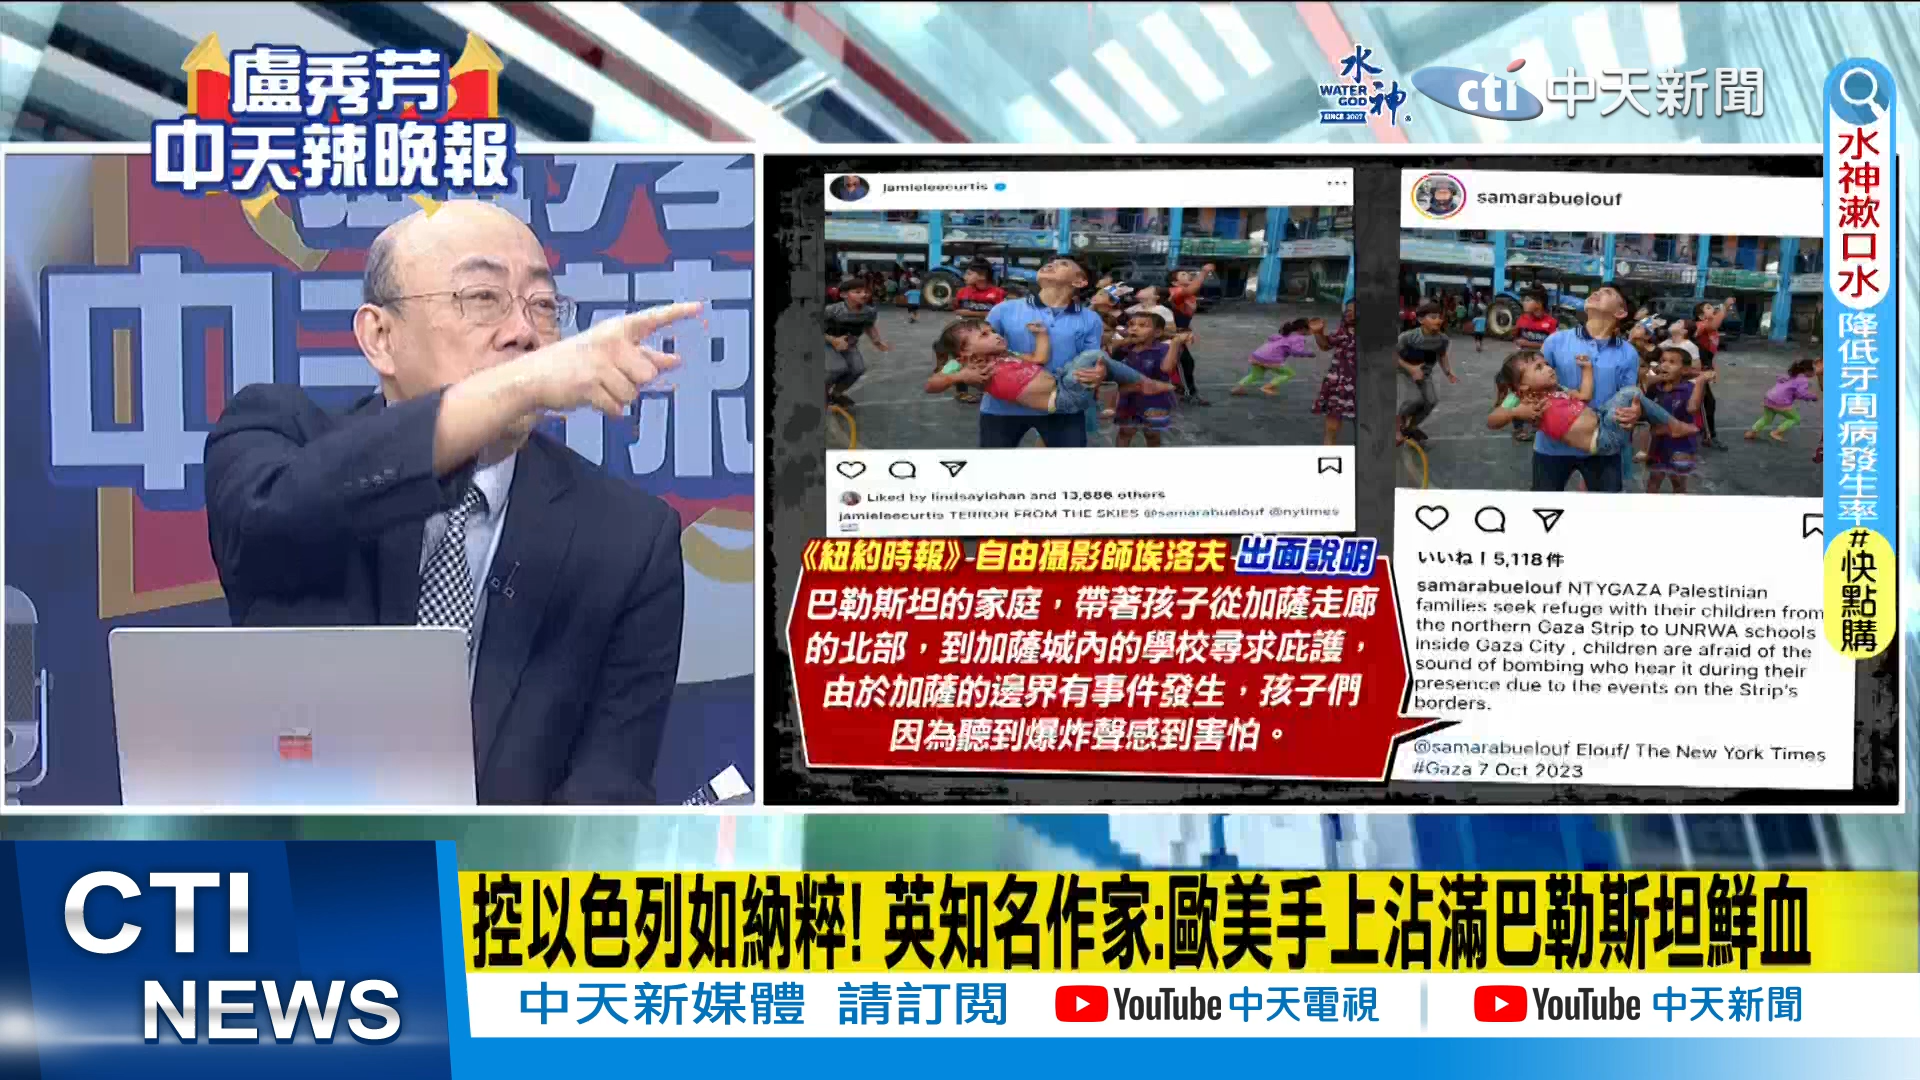 盧秀芳
中天辣晚報
水神
WATER GOD
SINCE 2007
cti 中天新聞
水神漱口水
降低牙周病發生率
#快點購
jamieleecurtis
Liked by lindsaylohan and 13,686 others
jamieleecurtis TERROR FROM THE SKIES @samarabuelouf @nytimes
samarabuelouf
いいね！5,118件
samarabuelouf NTYGAZA Palestinian
families seek refuge with their children from
the northern Gaza Strip to UNRWA schools
inside Gaza City , children are afraid of the
sound of bombing who hear it during their
presence due to the events on the Strip's
borders.
@samarabuelouf Elouf/ The New York Times
#Gaza 7 Oct 2023
《紐約時報》-自由攝影師埃洛夫 出面說明
巴勒斯坦的家庭，帶著孩子從加薩走廊
的北部，到加薩城內的學校尋求庇護，
由於加薩的邊界有事件發生，孩子們
因為聽到爆炸聲感到害怕。
CTI
NEWS
控以色列如納粹! 英知名作家:歐美手上沾滿巴勒斯坦鮮血
中天新媒體 請訂閱 YouTube 中天電視 YouTube 中天新聞